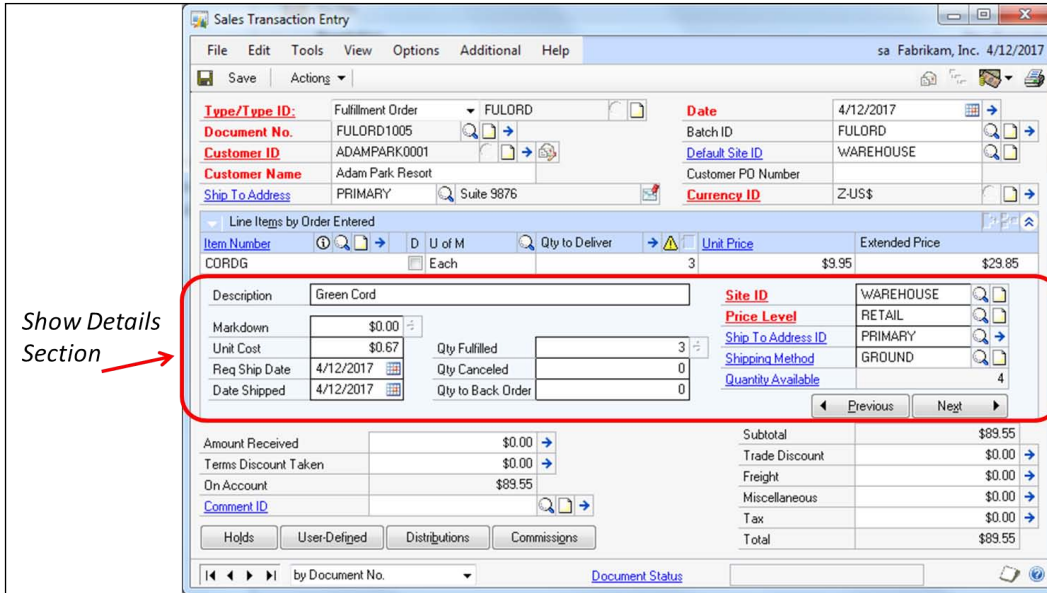 Sales Transaction Entry
File Edit Tools View Options Additional Help sa Fabrikam, Inc. 4/12/2017
Save Actions
Type/Type ID: Fulfillment Order FULORD Date 4/12/2017
Document No. FULORD1005 Batch ID FULORD
Customer ID ADAMPARK0001 Default Site ID WAREHOUSE
Customer Name Adam Park Resort Customer PO Number
Ship To Address PRIMARY Suite 9876 Currency ID Z-US$
Line Items by Order Entered
Item Number D U of M Qty to Deliver Unit Price Extended Price
CORDG Each 3 $9.95 $29.85
Show Details
Section
Description Green Cord Site ID WAREHOUSE
Price Level RETAIL
Markdown $0.00 Ship To Address ID PRIMARY
Unit Cost $0.67 Qty Fulfilled 3 Shipping Method GROUND
Req Ship Date 4/12/2017 Qty Canceled 0 Quantity Available 4
Date Shipped 4/12/2017 Qty to Back Order 0
Previous Next
Amount Received $0.00 Subtotal $89.55
Terms Discount Taken $0.00 Trade Discount $0.00
On Account $89.55 Freight $0.00
Comment ID Miscellaneous $0.00
Tax $0.00
Holds User-Defined Distributions Commissions Total $89.55
by Document No. Document Status